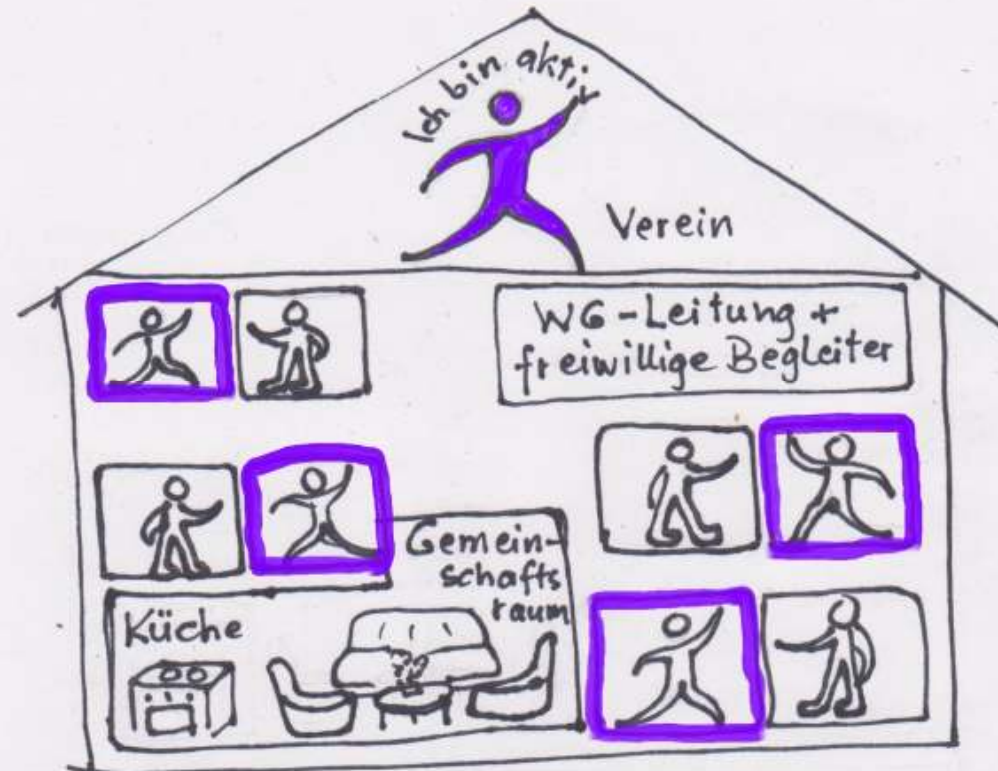 Ich bin aktiv
Verein
WG-Leitung +
freiwillige Begleiter
Gemein-
schafts
raum
Küche